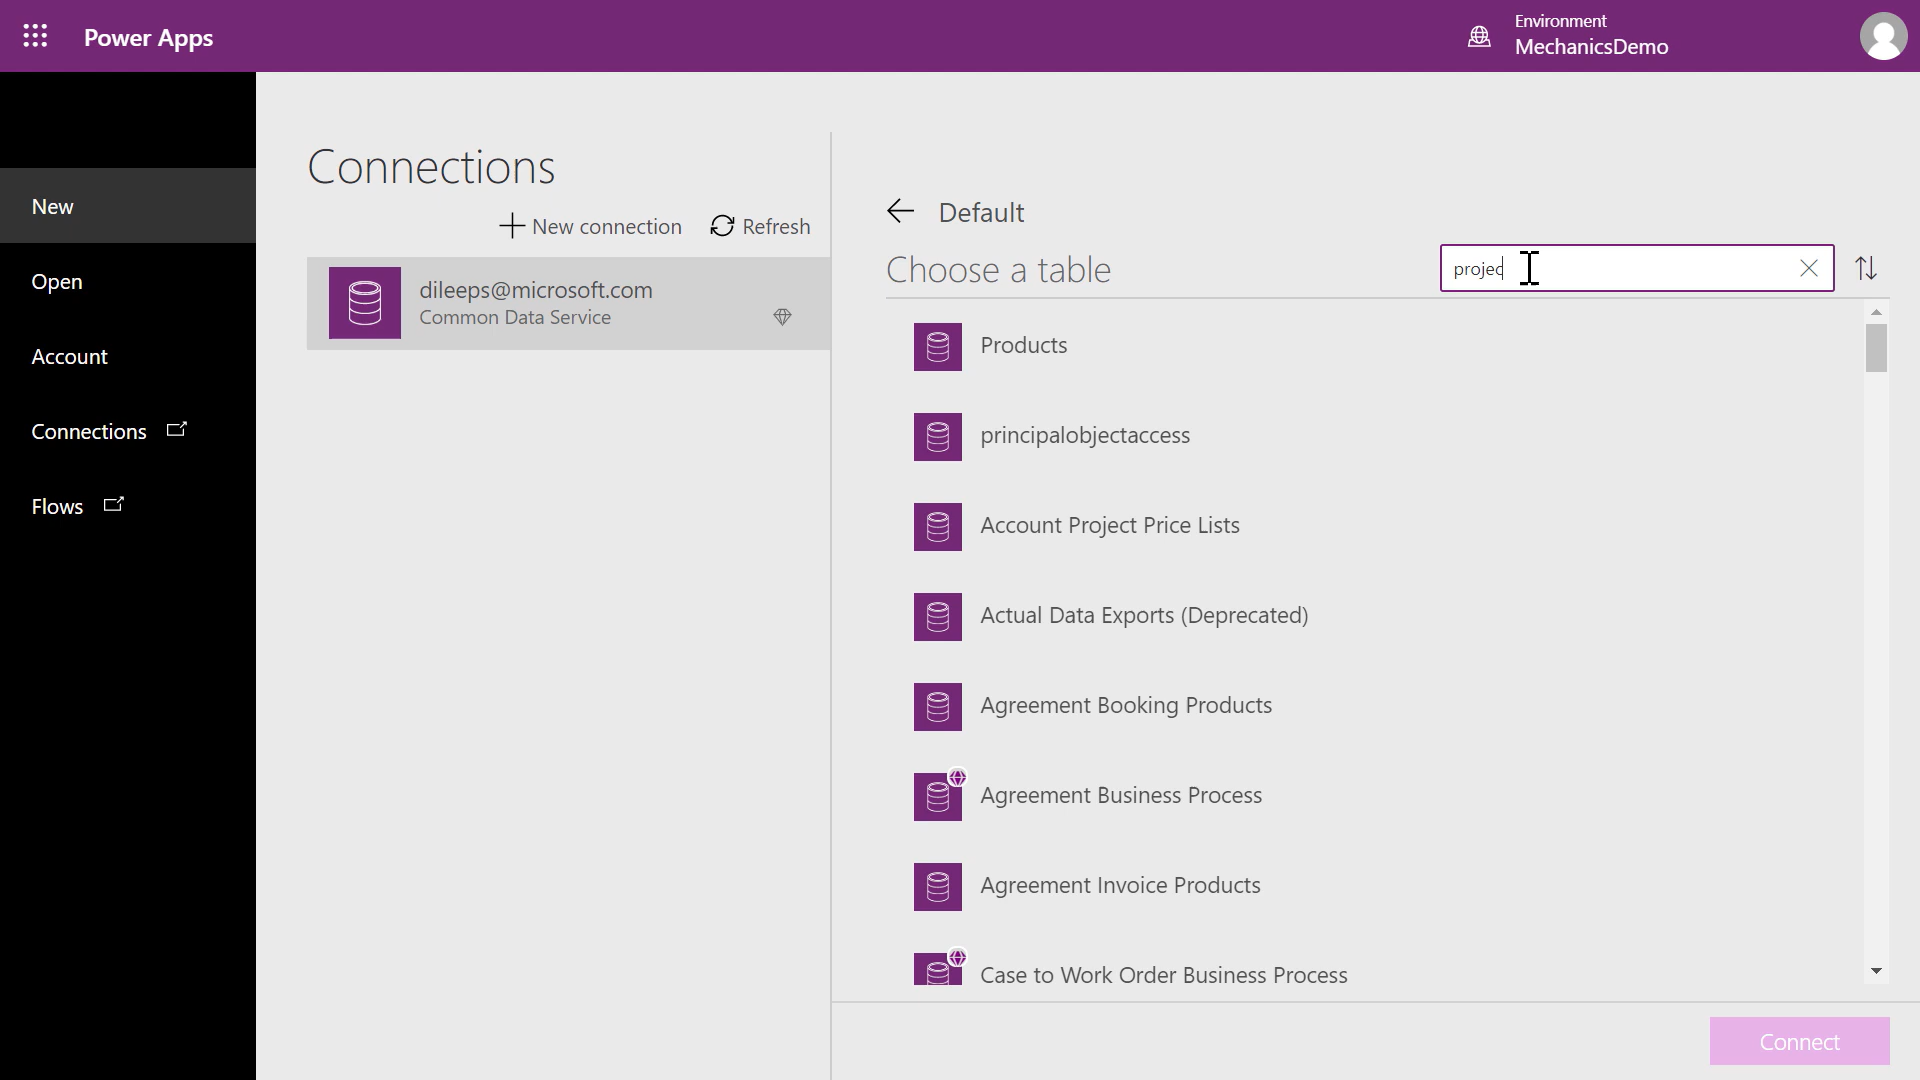 Power Apps
Environment
MechanicsDemo
New
Open
Account
Connections
Flows
Connections
New connection
Refresh
dileeps@microsoft.com
Common Data Service
Default
Choose a table
projec
Products
principalobjectaccess
Account Project Price Lists
Actual Data Exports (Deprecated)
Agreement Booking Products
Agreement Business Process
Agreement Invoice Products
Case to Work Order Business Process
Connect